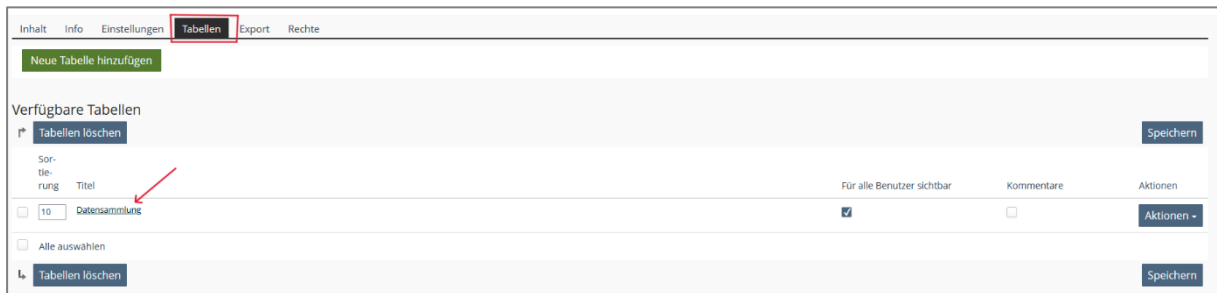 Inhalt Info Einstellungen Tabellen Export Rechte
Neue Tabelle hinzufügen
Verfügbare Tabellen
Tabellen löschen Speichern
Sor-
tie-
rung Titel Für alle Benutzer sichtbar Kommentare Aktionen
10 Datensammlung Aktionen
Alle auswählen
Tabellen löschen Speichern